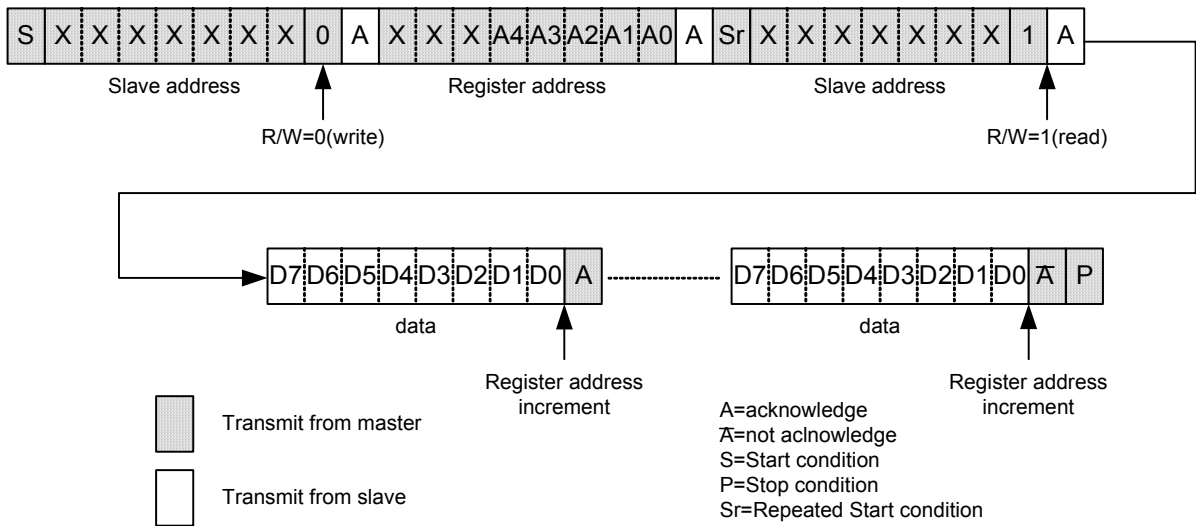 S X X X X X X X 0 A X X X A4 A3 A2 A1 A0 A Sr X X X X X X X 1 A
Slave address Register address Slave address
R/W=0(write) R/W=1(read)
D7 D6 D5 D4 D3 D2 D1 D0 A D7 D6 D5 D4 D3 D2 D1 D0 A̅ P
data data
Register address Register address
increment increment
Transmit from master
Transmit from slave
A=acknowledge
A̅=not aclnowledge
S=Start condition
P=Stop condition
Sr=Repeated Start condition